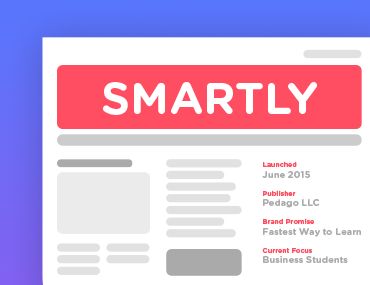 SMARTLY
Launched
June 2015
Publisher
Pedago LLC
Brand Promise
Fastest Way to Learn
Current Focus
Business Students